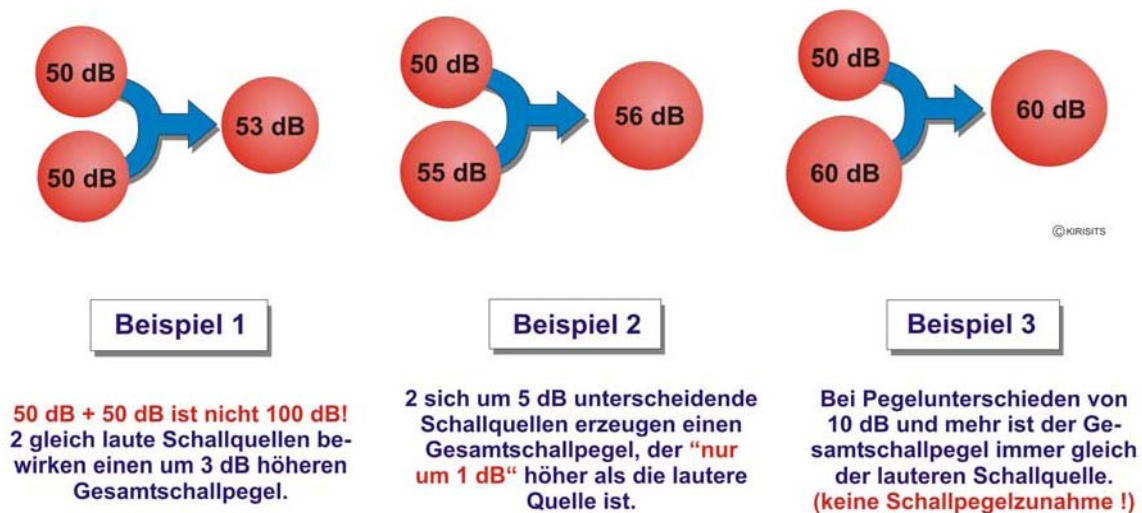 50 dB
50 dB
53 dB
50 dB
55 dB
56 dB
50 dB
60 dB
60 dB
©KIRISITS
Beispiel 1
50 dB + 50 dB ist nicht 100 dB!
2 gleich laute Schallquellen be-
wirken einen um 3 dB höheren
Gesamtschallpegel.
Beispiel 2
2 sich um 5 dB unterscheidende
Schallquellen erzeugen einen
Gesamtschallpegel, der “nur
um 1 dB“ höher als die lautere
Quelle ist.
Beispiel 3
Bei Pegelunterschieden von
10 dB und mehr ist der Ge-
samtschallpegel immer gleich
der lauteren Schallquelle.
(keine Schallpegelzunahme !)